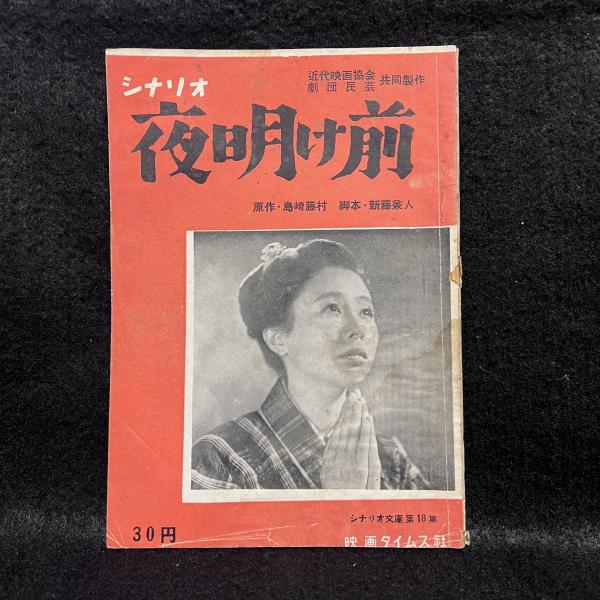 シナリオ
近代映画協会
劇団民芸 共同製作
夜明け前
原作・島崎藤村 脚本・新藤兼人
シナリオ文庫第18集
30円
映画タイムス社